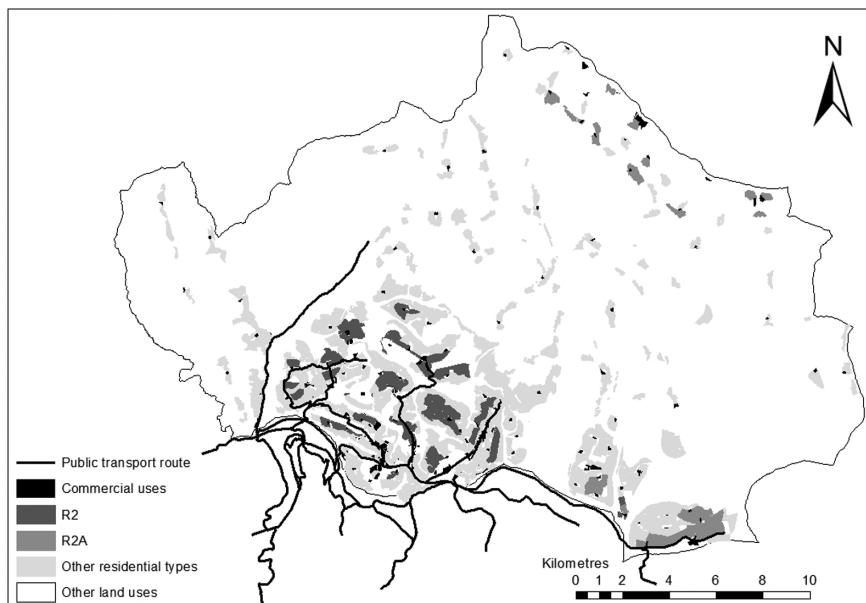 N
Public transport route
Commercial uses
R2
R2A
Other residential types
Other land uses
Kilometres
0 1 2 4 6 8 10